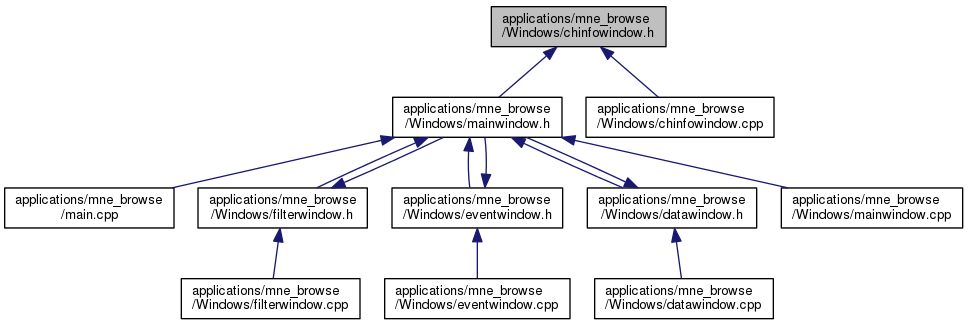 applications/mne_browse
/Windows/chinfowindow.h
applications/mne_browse
/Windows/mainwindow.h
applications/mne_browse
/Windows/chinfowindow.cpp
applications/mne_browse
/main.cpp
applications/mne_browse
/Windows/filterwindow.h
applications/mne_browse
/Windows/eventwindow.h
applications/mne_browse
/Windows/datawindow.h
applications/mne_browse
/Windows/mainwindow.cpp
applications/mne_browse
/Windows/filterwindow.cpp
applications/mne_browse
/Windows/eventwindow.cpp
applications/mne_browse
/Windows/datawindow.cpp